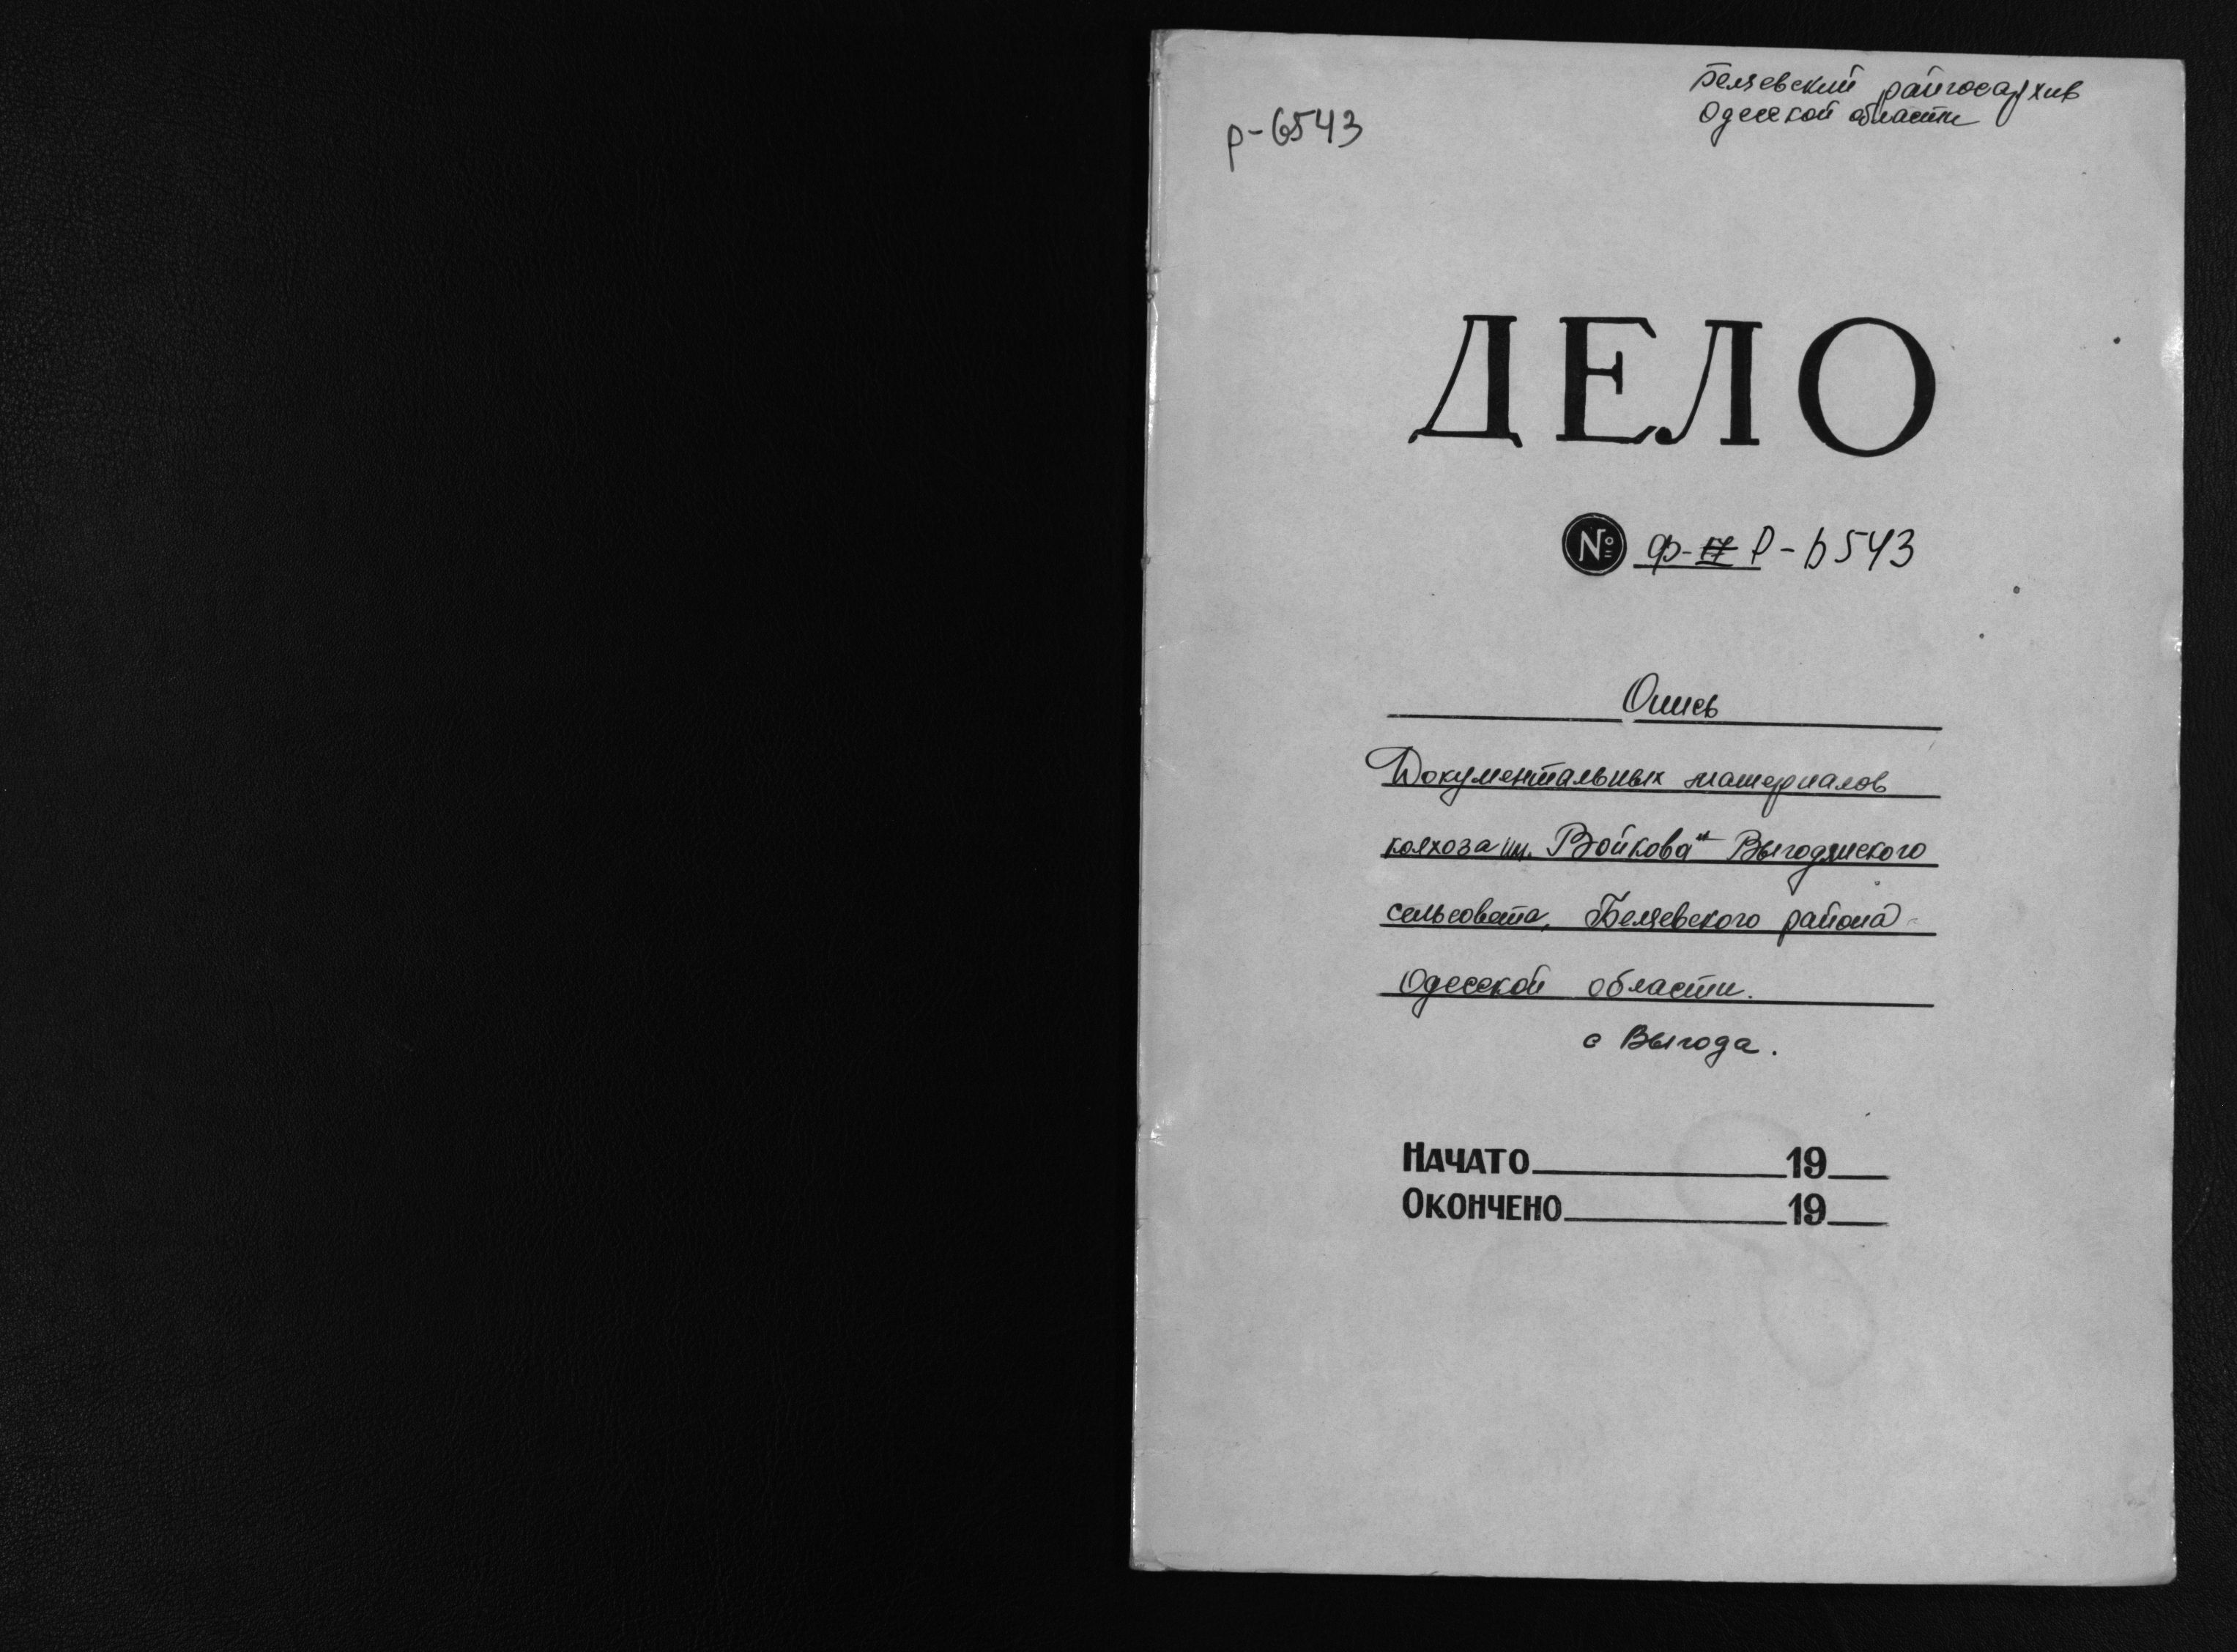 р-6543
Беляевский райгосархив
Одесской области
ДЕЛО
№ Ф- Р-6543
Опись
Документальных материалов
колхоза им. Войкова" Выгодянского
сельсовета, Беляевского района
Одесской области.
с Выгода.
НАЧАТО 19
ОКОНЧЕНО 19